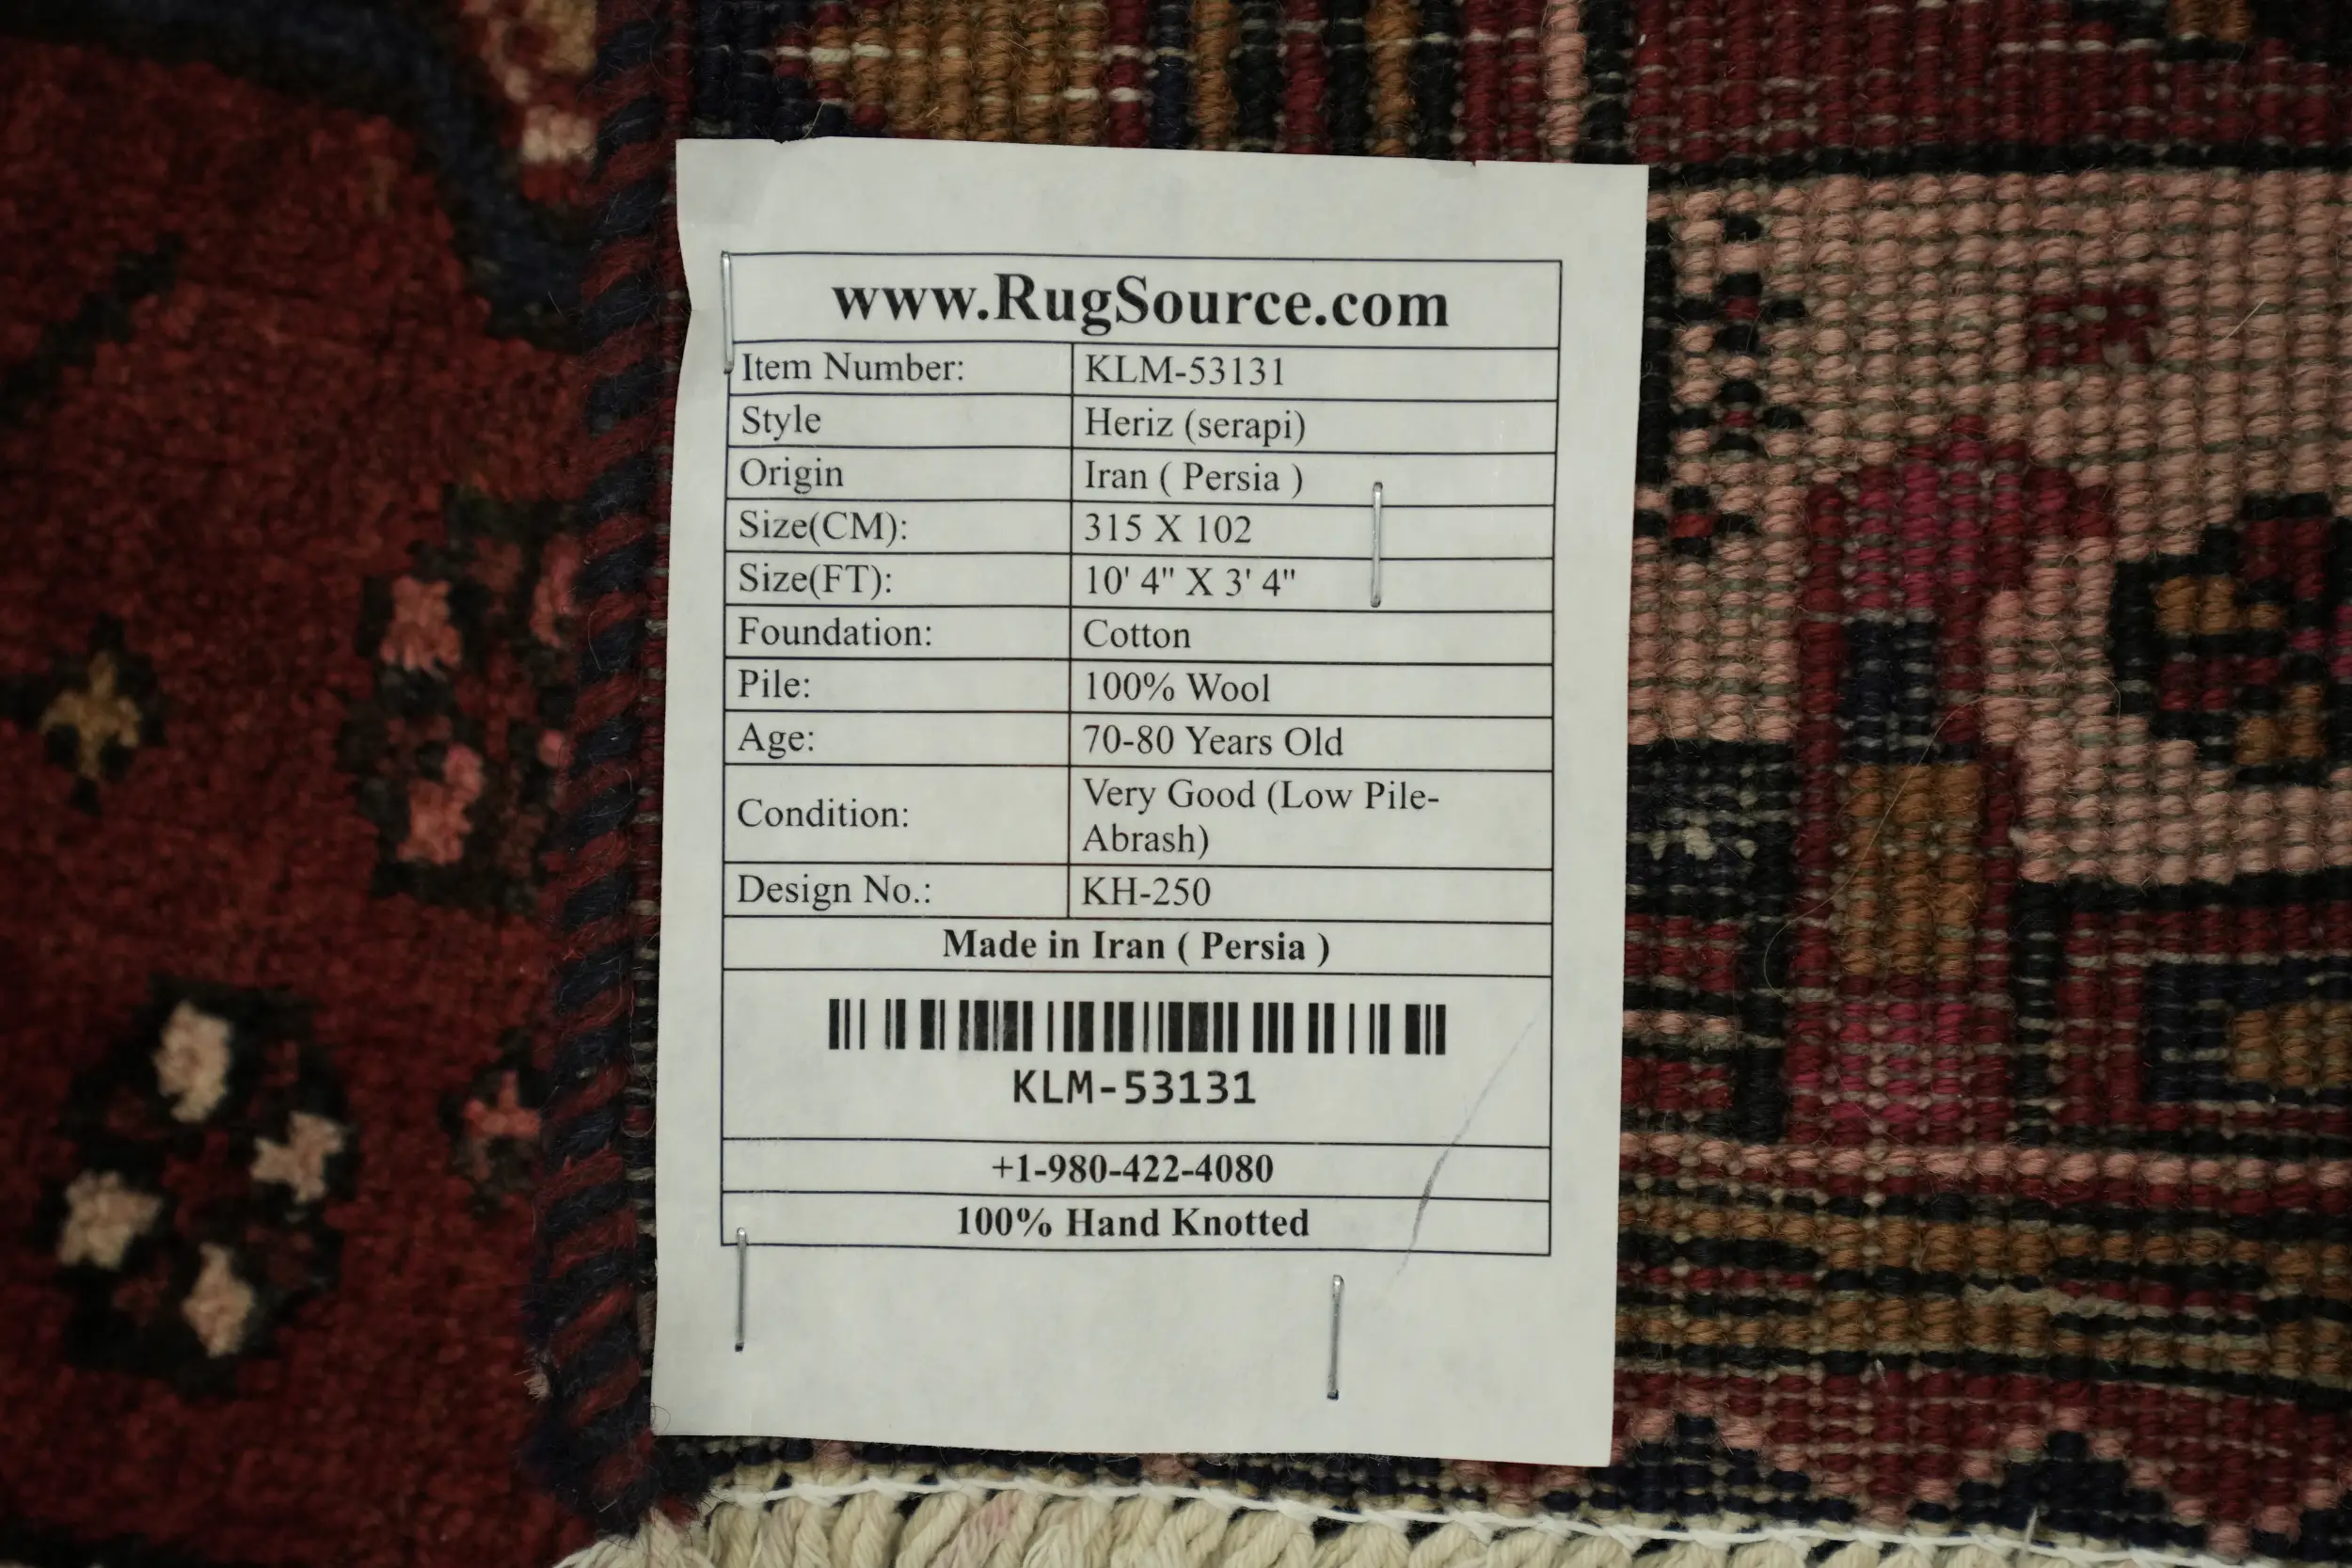 www.RugSource.com
Item Number: KLM-53131
Style Heriz (serapi)
Origin Iran ( Persia )
Size(CM): 315 X 102
Size(FT): 10' 4" X 3' 4"
Foundation: Cotton
Pile: 100% Wool
Age: 70-80 Years Old
Condition: Very Good (Low Pile-
Abrash)
Design No.: KH-250
Made in Iran ( Persia )
KLM-53131
+1-980-422-4080
100% Hand Knotted